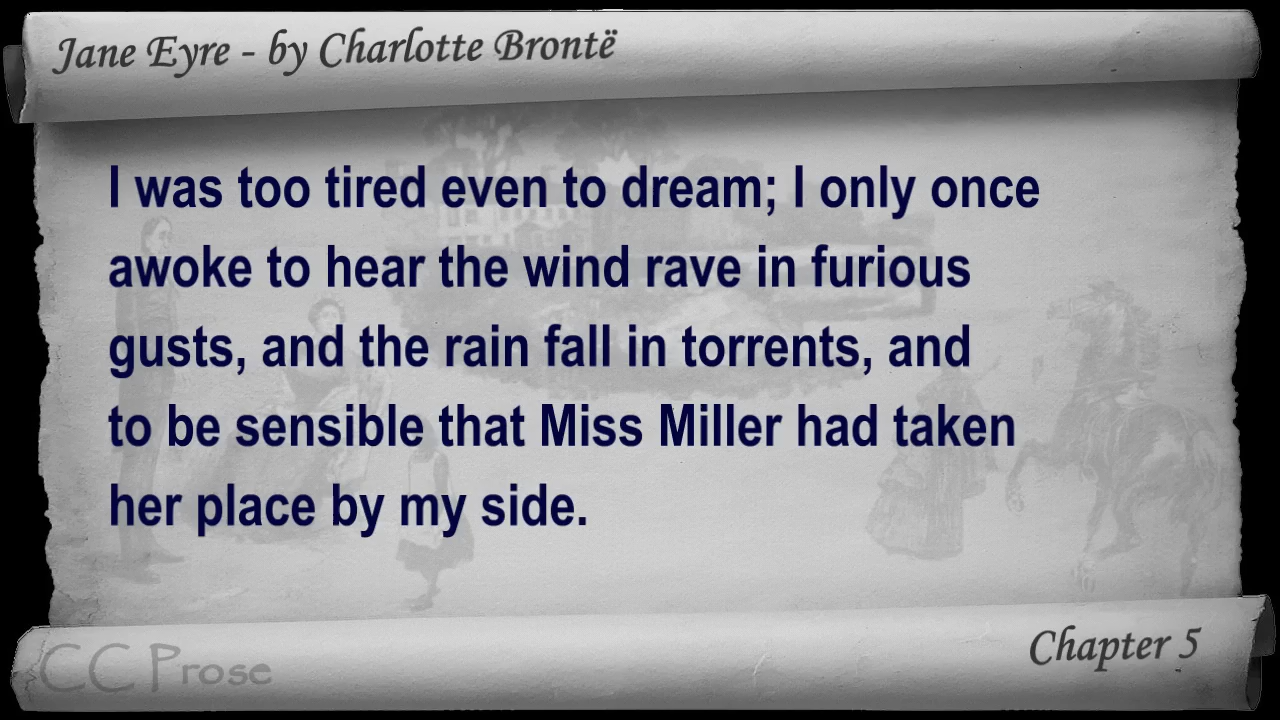 Jane Eyre - by Charlotte Brontë
I was too tired even to dream; I only once
awoke to hear the wind rave in furious
gusts, and the rain fall in torrents, and
to be sensible that Miss Miller had taken
her place by my side.
Chapter 5
CC Prose